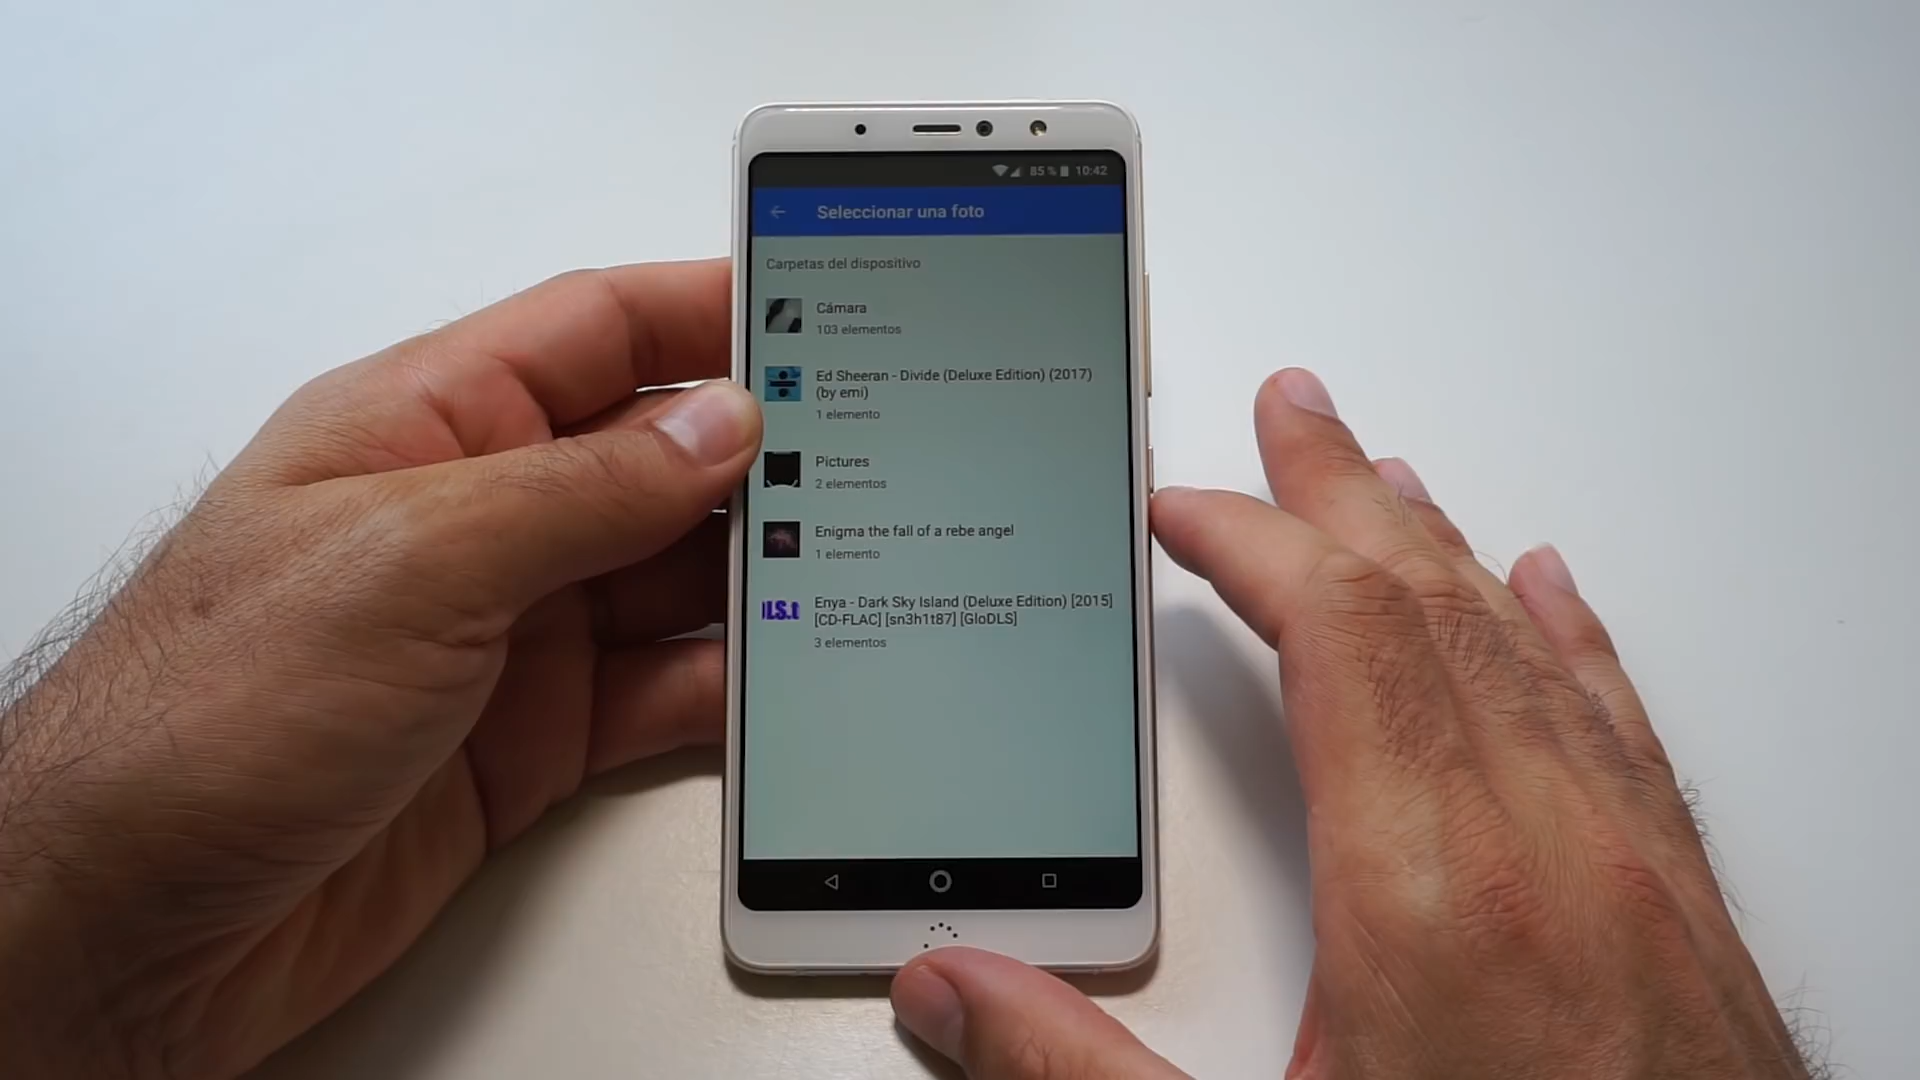 85 % 10:42
Seleccionar una foto
Carpetas del dispositivo
Cámara
103 elementos
Ed Sheeran - Divide (Deluxe Edition) (2017)
(by emi)
1 elemento
Pictures
2 elementos
Enigma the fall of a rebe angel
1 elemento
Enya - Dark Sky Island (Deluxe Edition) [2015]
[CD-FLAC] [sn3h1t87] [GloDLS]
3 elementos